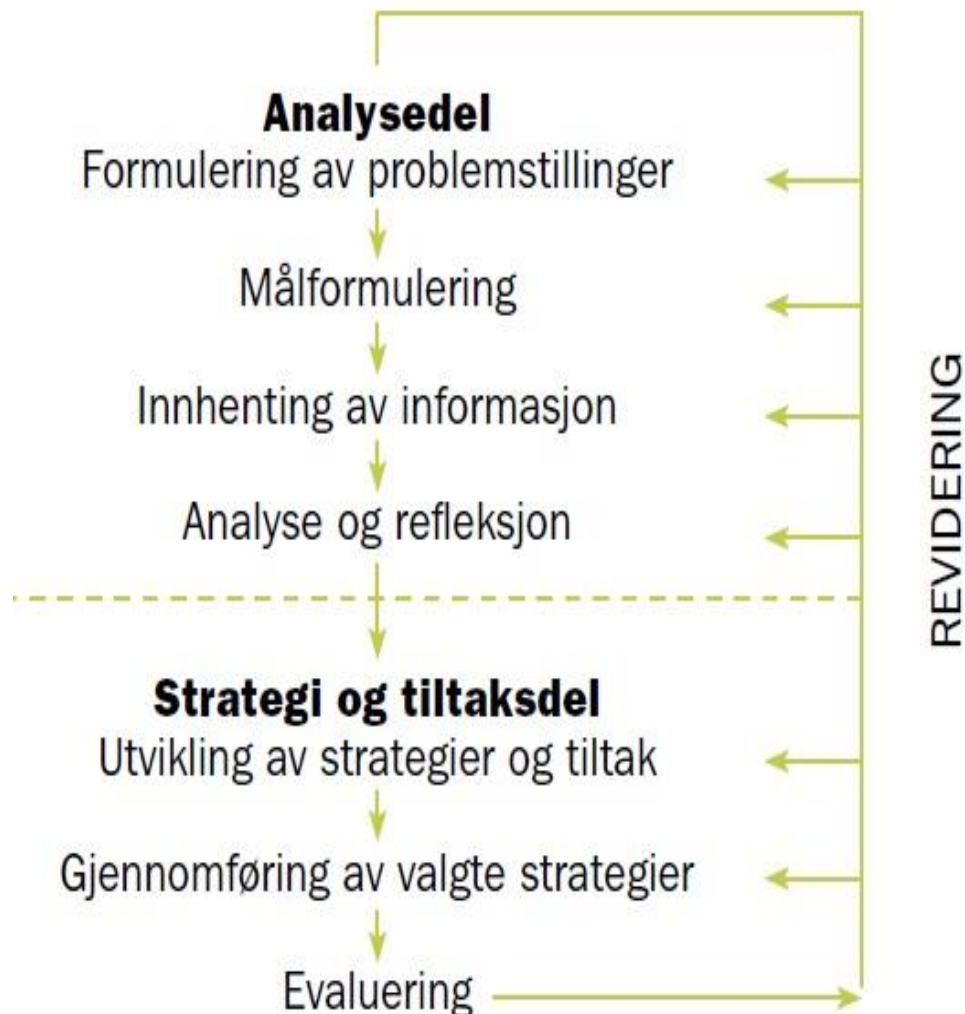 Analysedel
Formulering av problemstillinger
Målformulering
Innhenting av informasjon
Analyse og refleksjon
Strategi og tiltaksdel
Utvikling av strategier og tiltak
Gjennomføring av valgte strategier
Evaluering
REVIDERING